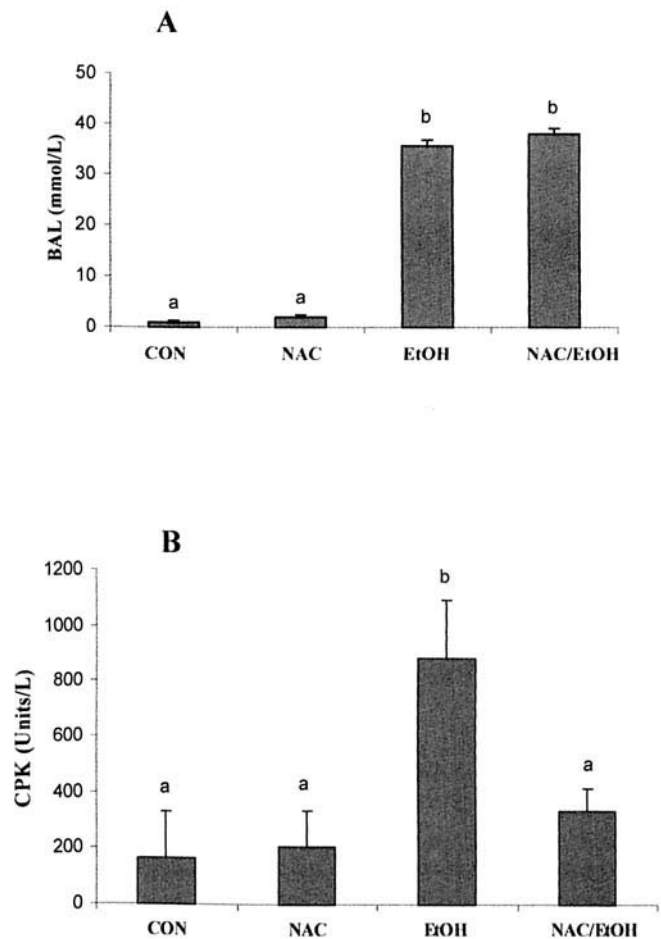 A
50
40
30
20
10
0
BAL (mmol/L)
a
a
b
b
CON NAC EtOH NAC/EtOH
B
1200
1000
800
600
400
200
0
CPK (Units/L)
a
a
b
a
CON NAC EtOH NAC/EtOH